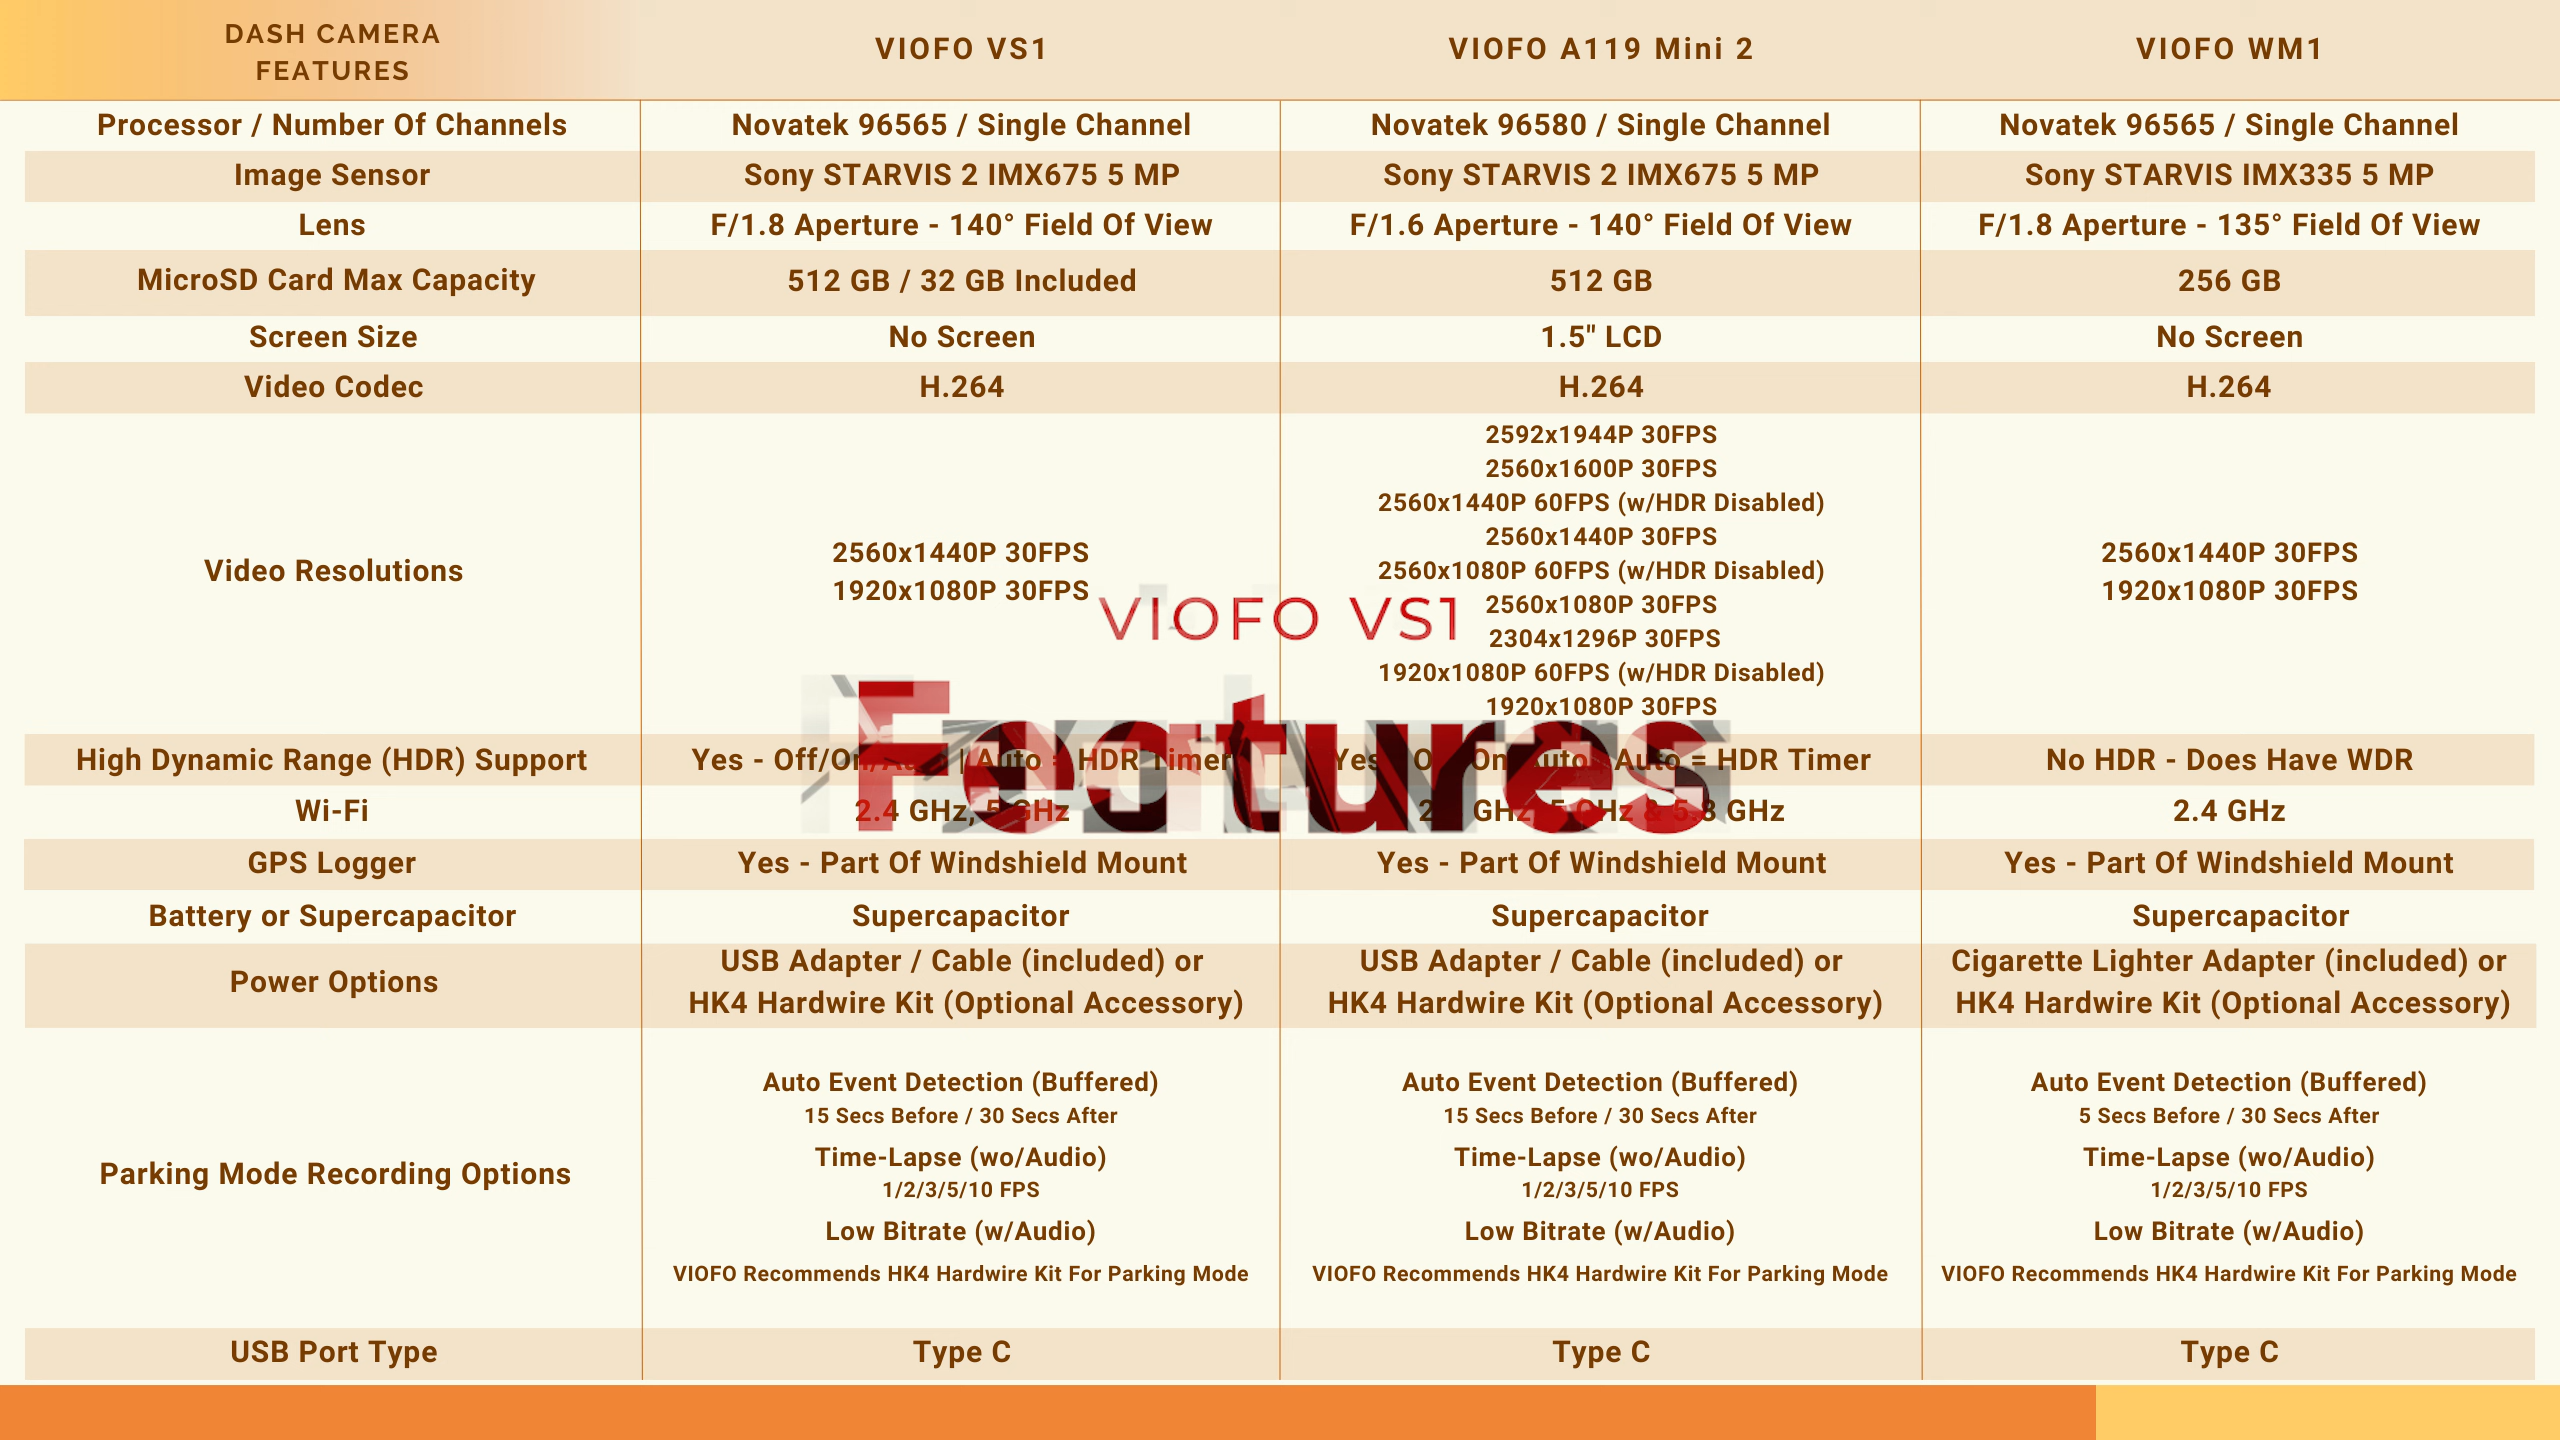 DASH CAMERA
FEATURES
VIOFO VS1
VIOFO A119 Mini 2
VIOFO WM1
Processor / Number Of Channels
Novatek 96565 / Single Channel
Novatek 96580 / Single Channel
Novatek 96565 / Single Channel
Image Sensor
Sony STARVIS 2 IMX675 5 MP
Sony STARVIS 2 IMX675 5 MP
Sony STARVIS IMX335 5 MP
Lens
F/1.8 Aperture - 140° Field Of View
F/1.6 Aperture - 140° Field Of View
F/1.8 Aperture - 135° Field Of View
MicroSD Card Max Capacity
512 GB / 32 GB Included
512 GB
256 GB
Screen Size
No Screen
1.5" LCD
No Screen
Video Codec
H.264
H.264
H.264
Video Resolutions
2560x1440P 30FPS
1920x1080P 30FPS
2592x1944P 30FPS
2560x1600P 30FPS
2560x1440P 60FPS (w/HDR Disabled)
2560x1440P 30FPS
2560x1080P 60FPS (w/HDR Disabled)
2560x1080P 30FPS
2304x1296P 30FPS
1920x1080P 60FPS (w/HDR Disabled)
1920x1080P 30FPS
2560x1440P 30FPS
1920x1080P 30FPS
VIOFO VS1
Features
High Dynamic Range (HDR) Support
Yes - Off/On/Auto | Auto = HDR Timer
Yes - Off/On/Auto | Auto = HDR Timer
No HDR - Does Have WDR
Wi-Fi
2.4 GHz, 5 GHz
2.4 GHz, 5 GHz & 5.8 GHz
2.4 GHz
GPS Logger
Yes - Part Of Windshield Mount
Yes - Part Of Windshield Mount
Yes - Part Of Windshield Mount
Battery or Supercapacitor
Supercapacitor
Supercapacitor
Supercapacitor
Power Options
USB Adapter / Cable (included) or
HK4 Hardwire Kit (Optional Accessory)
USB Adapter / Cable (included) or
HK4 Hardwire Kit (Optional Accessory)
Cigarette Lighter Adapter (included) or
HK4 Hardwire Kit (Optional Accessory)
Parking Mode Recording Options
Auto Event Detection (Buffered)
15 Secs Before / 30 Secs After
Time-Lapse (wo/Audio)
1/2/3/5/10 FPS
Low Bitrate (w/Audio)
VIOFO Recommends HK4 Hardwire Kit For Parking Mode
Auto Event Detection (Buffered)
15 Secs Before / 30 Secs After
Time-Lapse (wo/Audio)
1/2/3/5/10 FPS
Low Bitrate (w/Audio)
VIOFO Recommends HK4 Hardwire Kit For Parking Mode
Auto Event Detection (Buffered)
5 Secs Before / 30 Secs After
Time-Lapse (wo/Audio)
1/2/3/5/10 FPS
Low Bitrate (w/Audio)
VIOFO Recommends HK4 Hardwire Kit For Parking Mode
USB Port Type
Type C
Type C
Type C